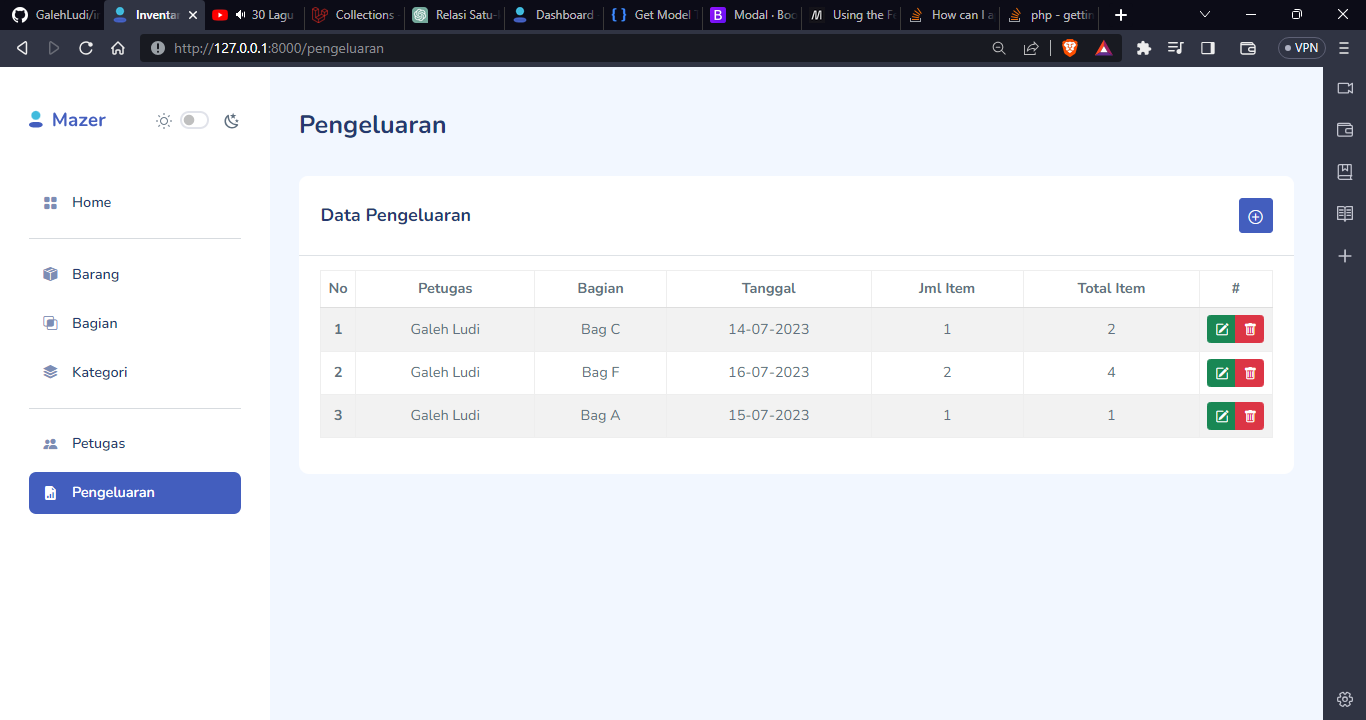 GalehLudi/i
Inventa
30 Lagu
Collections
Relasi Satu-
Dashboard
Get Model
Modal · Boo
Using the F
How can I a
php - gettin
http://127.0.0.1:8000/pengeluaran
VPN
Mazer
Home
Barang
Bagian
Kategori
Petugas
Pengeluaran
Pengeluaran
Data Pengeluaran
No Petugas Bagian Tanggal Jml Item Total Item #
1 Galeh Ludi Bag C 14-07-2023 1 2
2 Galeh Ludi Bag F 16-07-2023 2 4
3 Galeh Ludi Bag A 15-07-2023 1 1